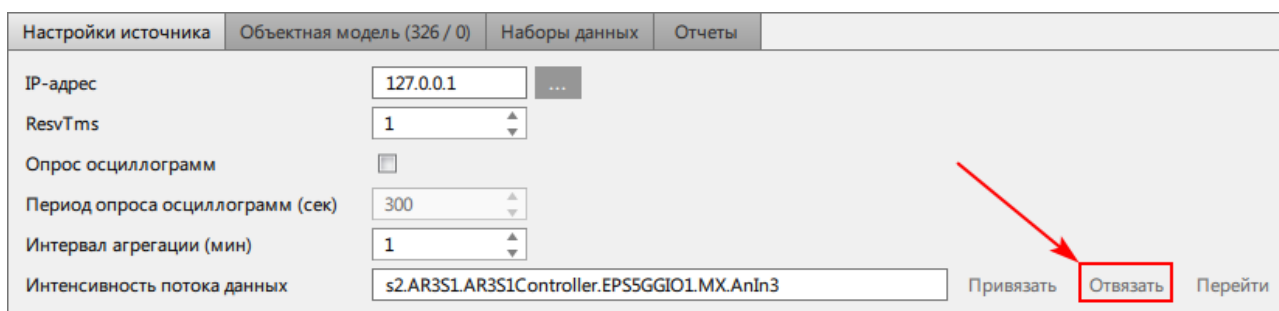 Настройки источника Объектная модель (326 / 0) Наборы данных Отчеты
IP-адрес 127.0.0.1 ...
ResvTms 1
Опрос осциллограмм
Период опроса осциллограмм (сек) 300
Интервал агрегации (мин) 1
Интенсивность потока данных s2.AR3S1.AR3S1Controller.EPS5GGIO1.MX.AnIn3 Привязать Отвязать Перейти